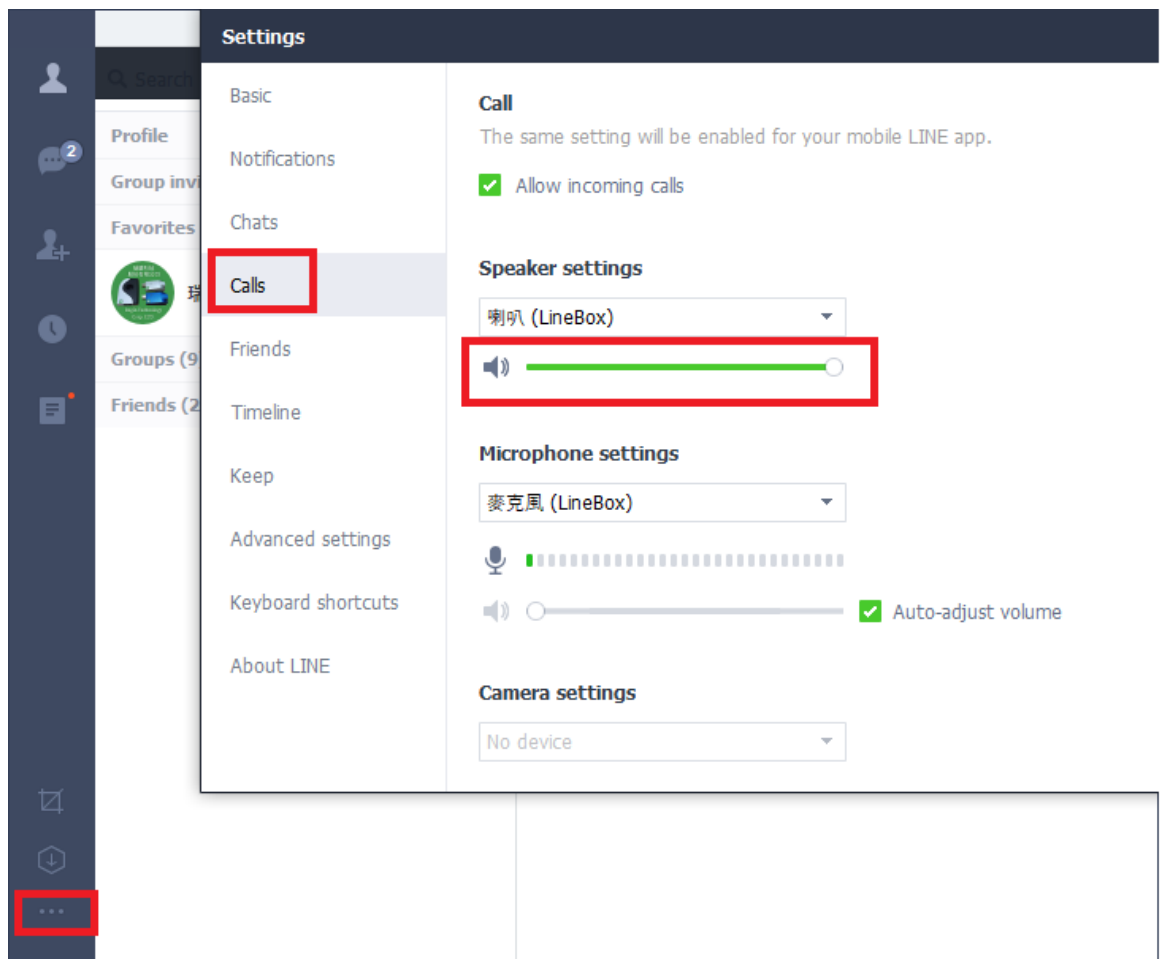 Settings
Search
2
Profile
Group invi
Favorites
瑞
Groups (9
Friends (2
Basic
Notifications
Chats
Calls
Friends
Timeline
Keep
Advanced settings
Keyboard shortcuts
About LINE
Call
The same setting will be enabled for your mobile LINE app.
Allow incoming calls
Speaker settings
喇叭 (LineBox)
Microphone settings
麥克風 (LineBox)
Auto-adjust volume
Camera settings
No device